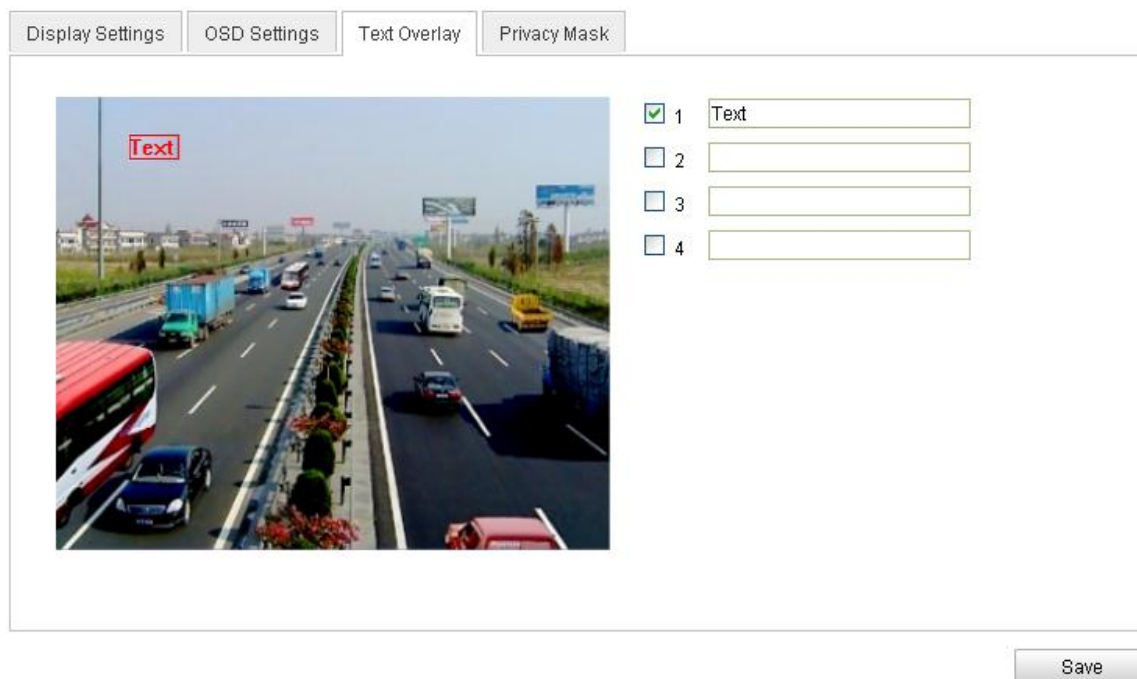 Display Settings
OSD Settings
Text Overlay
Privacy Mask
Text
1 Text
2
3
4
Save